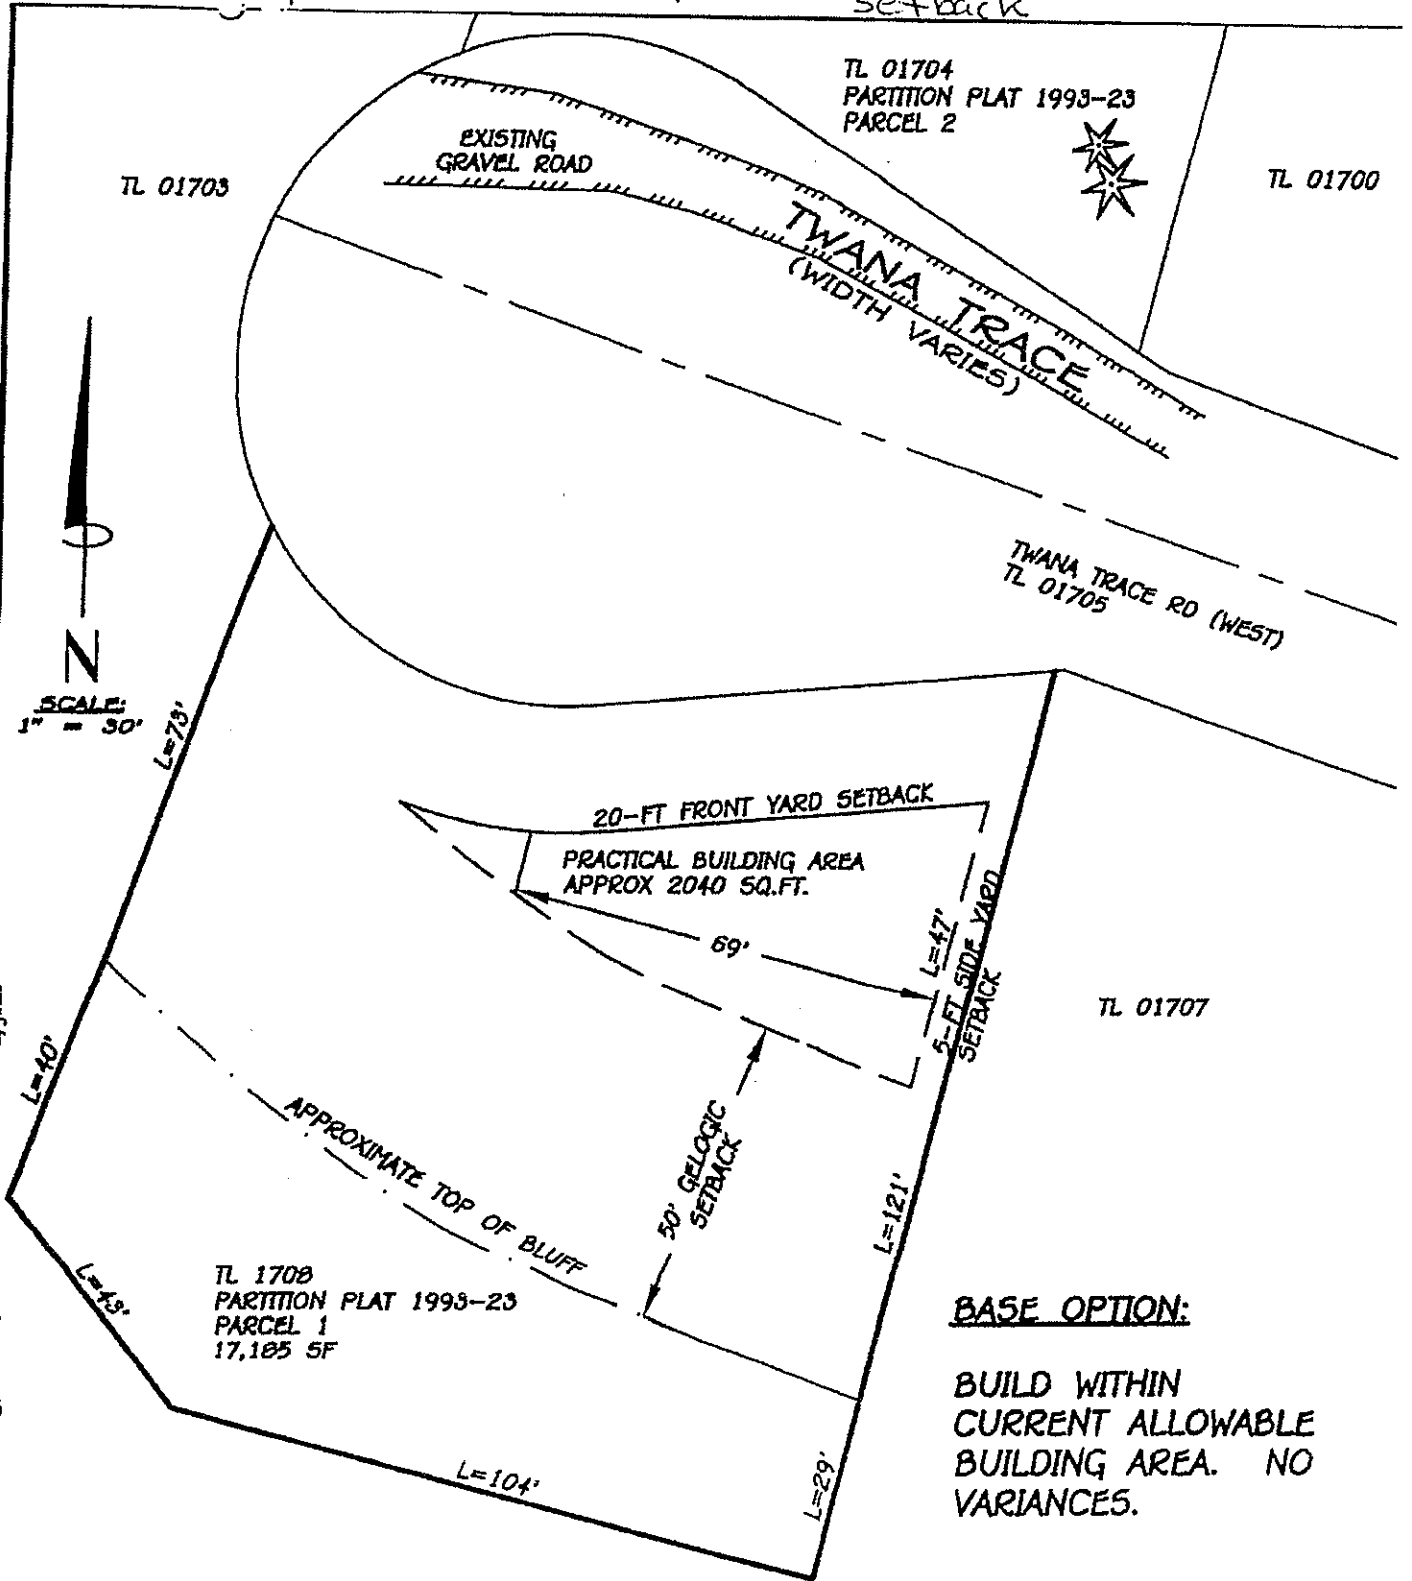 setback
TL 01704
PARTITION PLAT 1993-23
PARCEL 2
EXISTING
GRAVEL ROAD
TL 01703
TL 01700
TWANA TRACE
(WIDTH VARIES)
N
SCALE:
1" = 30'
TWANA TRACE RD (WEST)
TL 01705
L=73'
20-FT FRONT YARD SETBACK
PRACTICAL BUILDING AREA
APPROX 2040 SQ.FT.
69'
L=47'
5-FT SIDE YARD
SETBACK
TL 01707
L=40'
APPROXIMATE TOP OF BLUFF
50' GELOGIC
SETBACK
L=121'
L=43'
TL 1708
PARTITION PLAT 1993-23
PARCEL 1
17,185 SF
L=104'
L=29'
BASE OPTION:
BUILD WITHIN
CURRENT ALLOWABLE
BUILDING AREA. NO
VARIANCES.